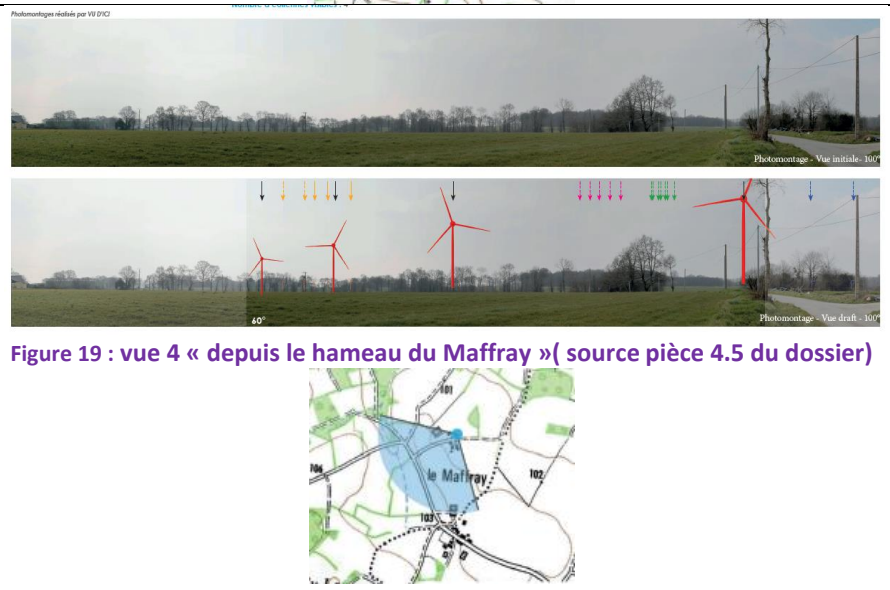 Photomontages réalisés par VU D'ICI
Photomontage - Vue initiale- 100°
60°
Photomontage - Vue draft - 100°
Figure 19 : vue 4 « depuis le hameau du Maffray »( source pièce 4.5 du dossier)
101
106
le Maffray
102
103